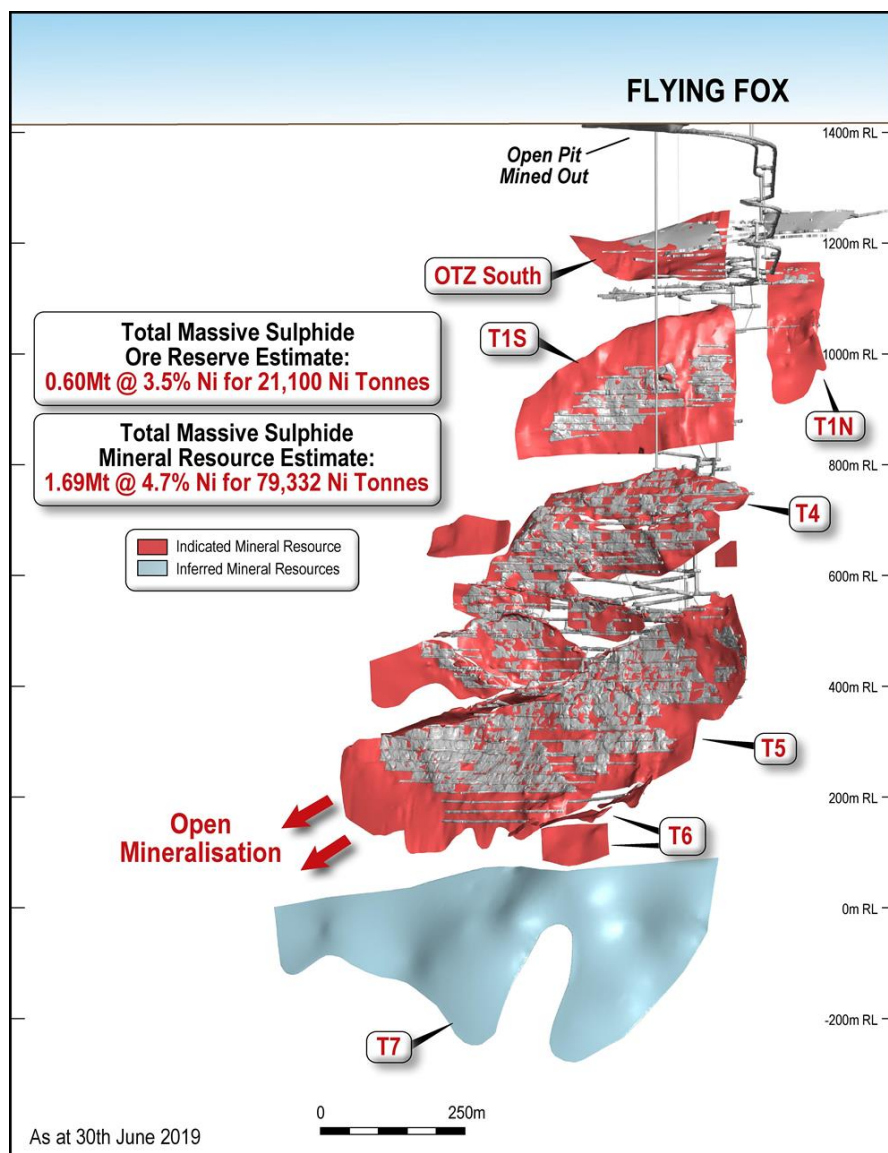 FLYING FOX
1400m RL
Open Pit
Mined Out
1200m RL
OTZ South
Total Massive Sulphide
Ore Reserve Estimate:
0.60Mt @ 3.5% Ni for 21,100 Ni Tonnes
T1S
1000m RL
T1N
Total Massive Sulphide
Mineral Resource Estimate:
1.69Mt @ 4.7% Ni for 79,332 Ni Tonnes
800m RL
T4
Indicated Mineral Resource
Inferred Mineral Resources
600m RL
400m RL
T5
200m RL
Open
Mineralisation
T6
0m RL
-200m RL
T7
0 250m
As at 30th June 2019